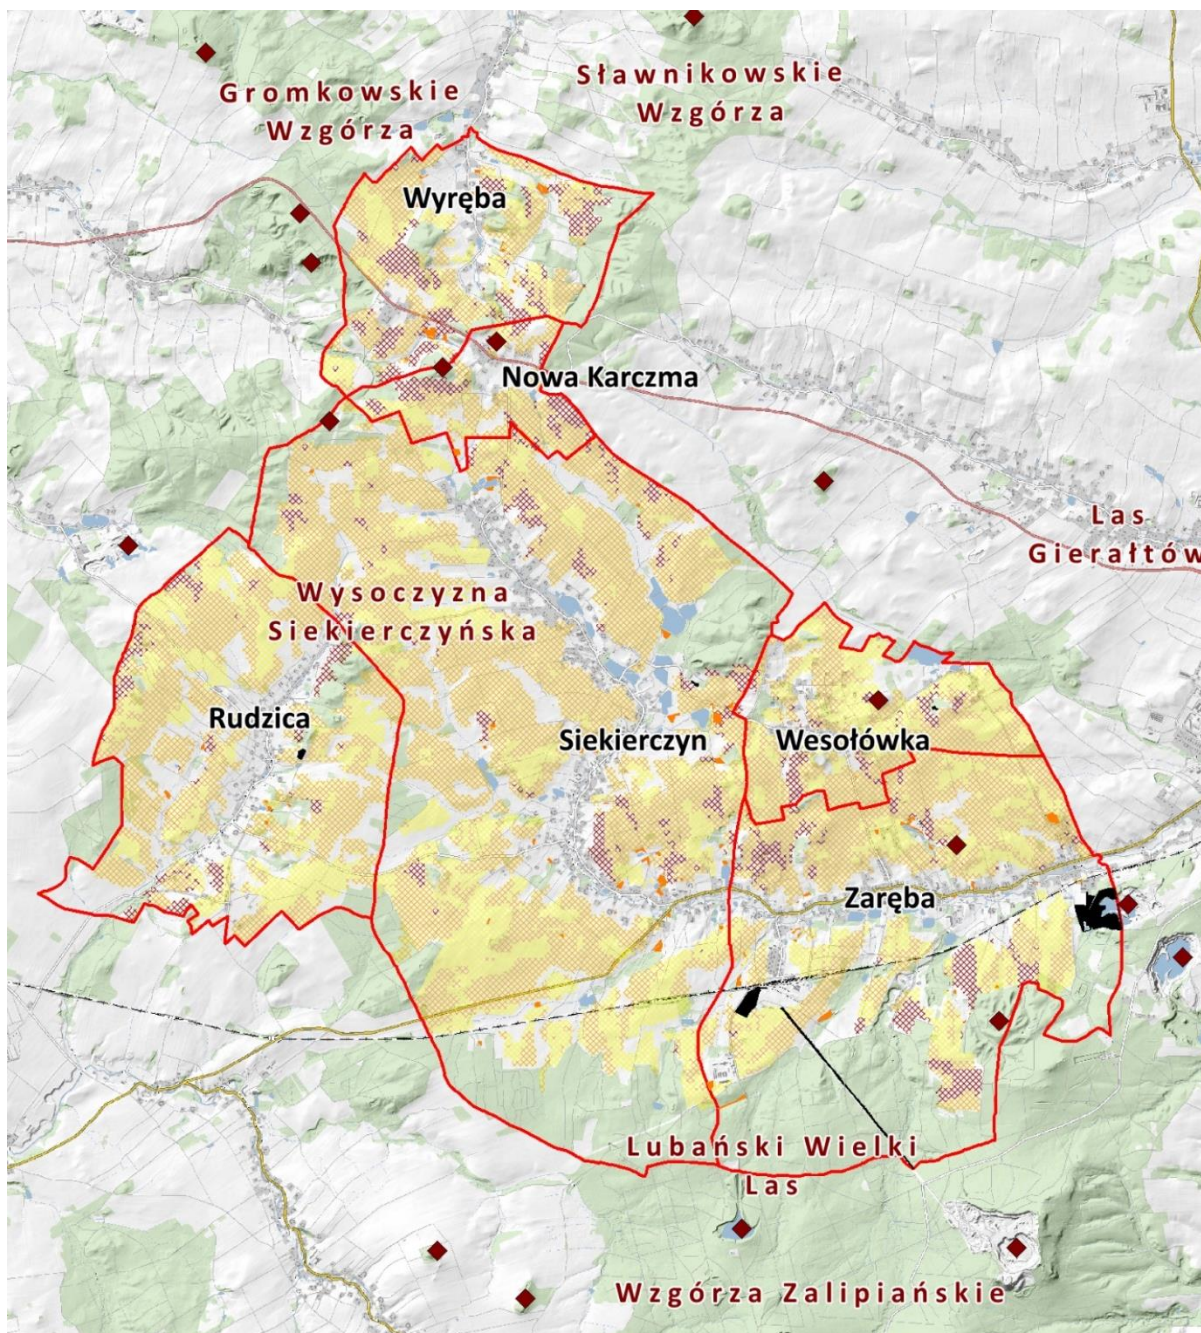 Gromkowskie
Wzgórza
Sławnikowskie
Wzgórza
Wyręba
Nowa Karczma
Las
Gierałtów
Wysoczyzna
Siekierczyńska
Rudzica
Siekierczyn
Wesołówka
Zaręba
Lubański Wielki
Las
Wzgórza Zalipiańskie